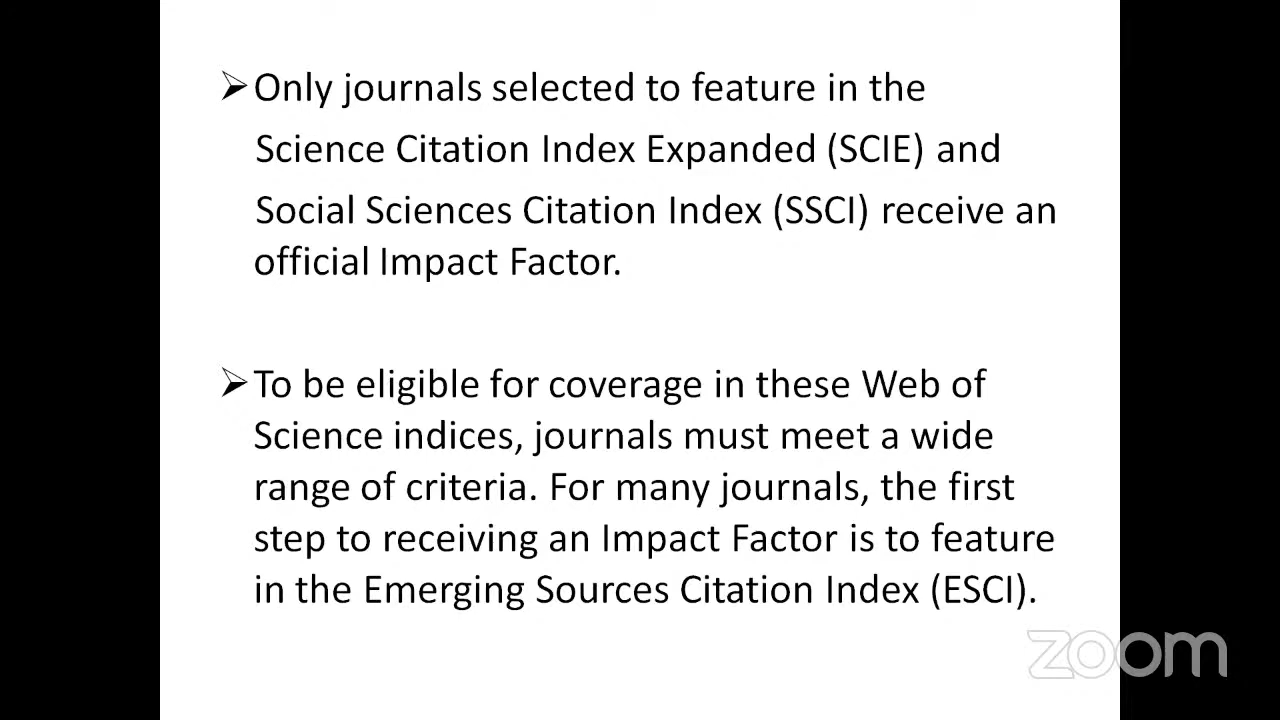 ➢Only journals selected to feature in the
Science Citation Index Expanded (SCIE) and
Social Sciences Citation Index (SSCI) receive an
official Impact Factor.
➢To be eligible for coverage in these Web of
Science indices, journals must meet a wide
range of criteria. For many journals, the first
step to receiving an Impact Factor is to feature
in the Emerging Sources Citation Index (ESCI).
zoom